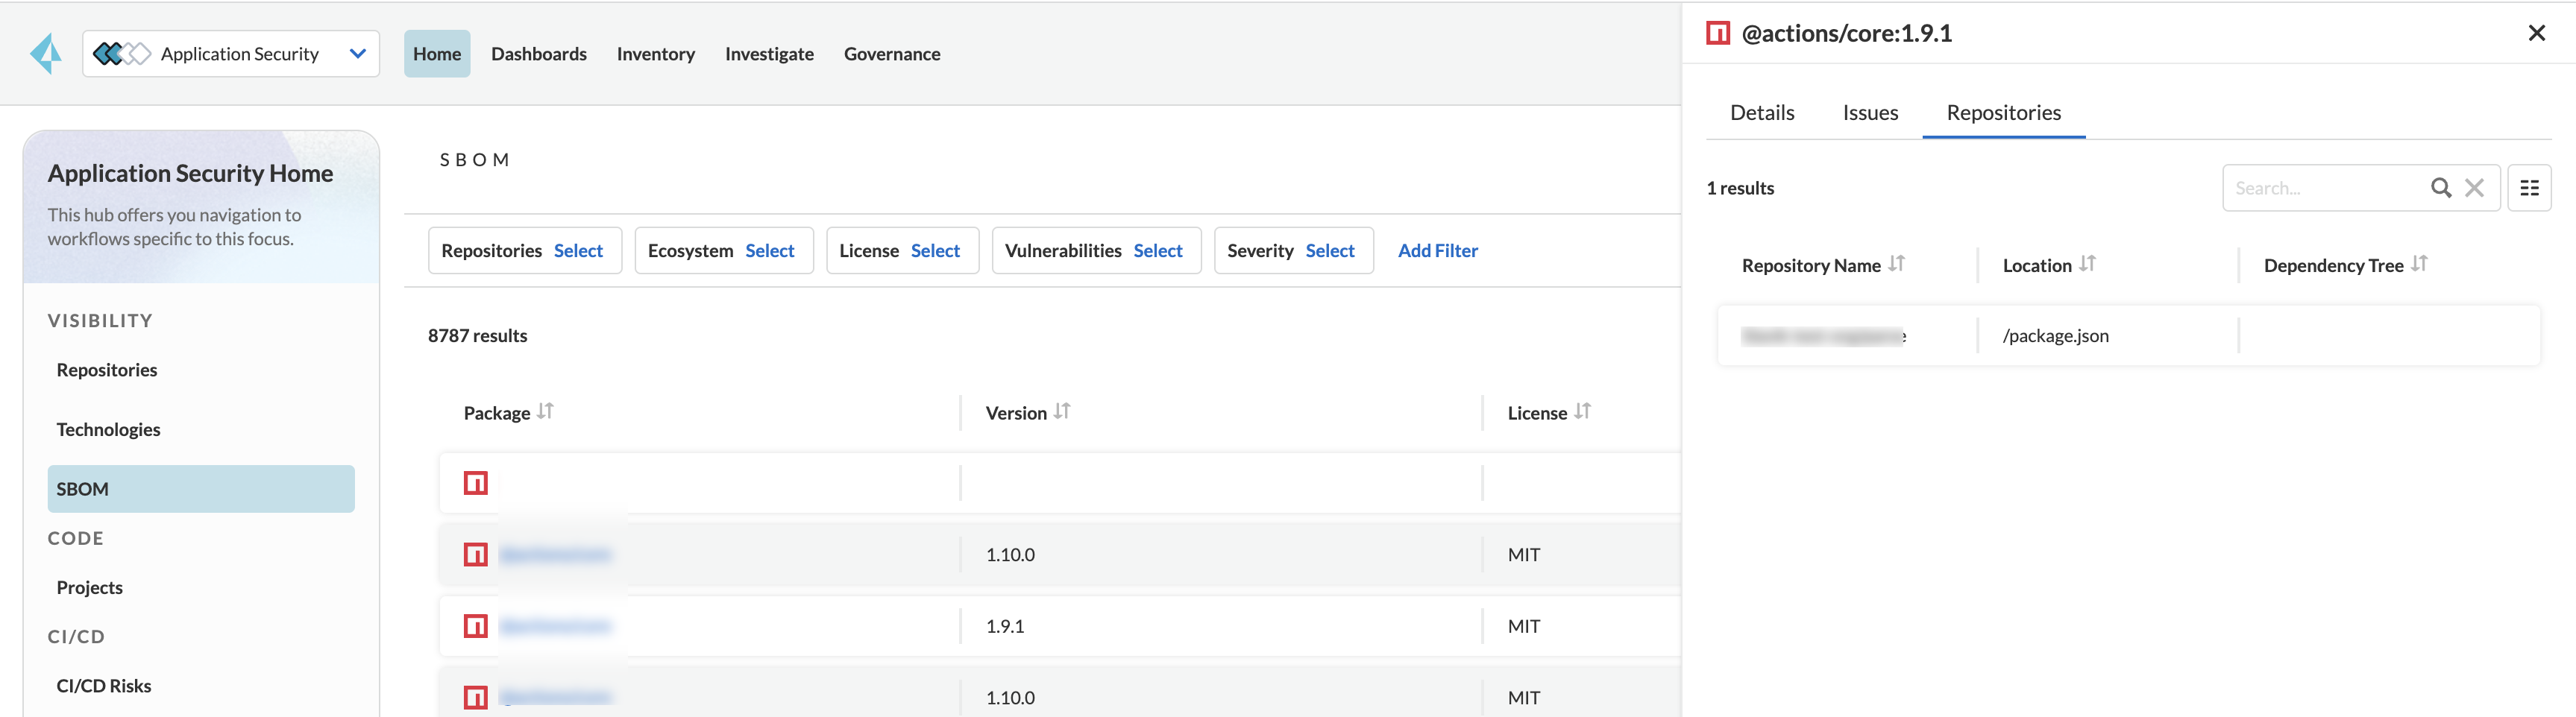 Application Security
Home
Dashboards
Inventory
Investigate
Governance
Application Security Home
This hub offers you navigation to
workflows specific to this focus.
VISIBILITY
Repositories
Technologies
SBOM
CODE
Projects
CI/CD
CI/CD Risks
SBOM
Repositories Select
Ecosystem Select
License Select
Vulnerabilities Select
Severity Select
Add Filter
8787 results
Package
Version
License
1.10.0
MIT
1.9.1
MIT
1.10.0
MIT
@actions/core:1.9.1
Details
Issues
Repositories
1 results
Search...
Repository Name
Location
Dependency Tree
/package.json